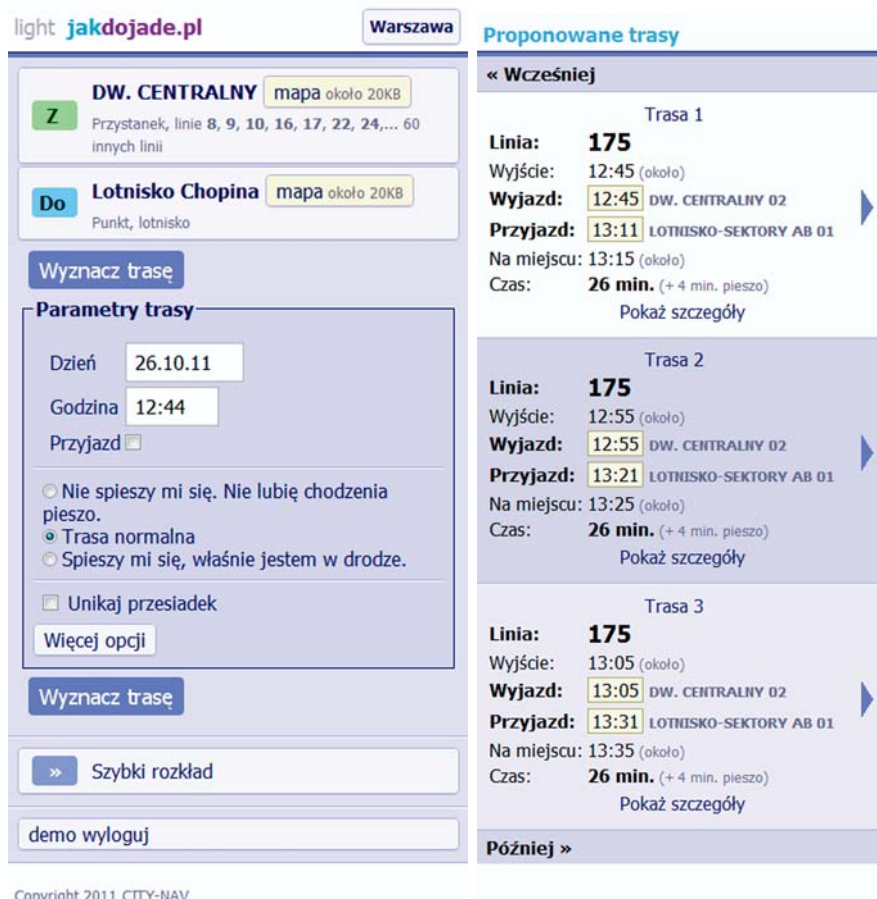 light jakdojade.pl
Warszawa
Z
DW. CENTRALNY
mapa około 20KB
Przystanek, linie 8, 9, 10, 16, 17, 22, 24,... 60
innych linii
Do
Lotnisko Chopina
mapa około 20KB
Punkt, lotnisko
Wyznacz trasę
Parametry trasy
Dzień 26.10.11
Godzina 12:44
Przyjazd
Nie spieszy mi się. Nie lubię chodzenia
pieszo.
Trasa normalna
Spieszy mi się, właśnie jestem w drodze.
Unikaj przesiadek
Więcej opcji
Wyznacz trasę
» Szybki rozkład
demo wyloguj
Copyright 2011 CITY-NAV
Proponowane trasy
« Wcześniej
Trasa 1
Linia: 175
Wyjście: 12:45 (około)
Wyjazd: 12:45 DW. CENTRALNY 02
Przyjazd: 13:11 LOTNISKO-SEKTORY AB 01
Na miejscu: 13:15 (około)
Czas: 26 min. (+ 4 min. pieszo)
Pokaż szczegóły
Trasa 2
Linia: 175
Wyjście: 12:55 (około)
Wyjazd: 12:55 DW. CENTRALNY 02
Przyjazd: 13:21 LOTNISKO-SEKTORY AB 01
Na miejscu: 13:25 (około)
Czas: 26 min. (+ 4 min. pieszo)
Pokaż szczegóły
Trasa 3
Linia: 175
Wyjście: 13:05 (około)
Wyjazd: 13:05 DW. CENTRALNY 02
Przyjazd: 13:31 LOTNISKO-SEKTORY AB 01
Na miejscu: 13:35 (około)
Czas: 26 min. (+ 4 min. pieszo)
Pokaż szczegóły
Później »